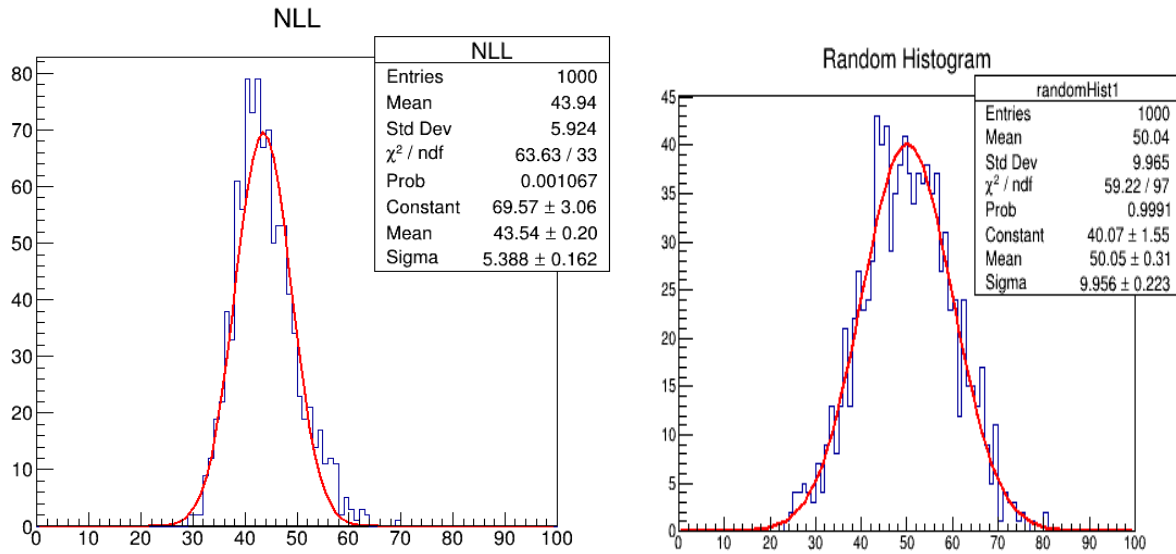 NLL
NLL
Entries 1000
Mean 43.94
Std Dev 5.924
χ² / ndf 63.63 / 33
Prob 0.001067
Constant 69.57 ± 3.06
Mean 43.54 ± 0.20
Sigma 5.388 ± 0.162
80
70
60
50
40
30
20
10
0
0 10 20 30 40 50 60 70 80 90 100
Random Histogram
randomHist1
Entries 1000
Mean 50.04
Std Dev 9.965
χ² / ndf 59.22 / 97
Prob 0.9991
Constant 40.07 ± 1.55
Mean 50.05 ± 0.31
Sigma 9.956 ± 0.223
45
40
35
30
25
20
15
10
5
0
0 10 20 30 40 50 60 70 80 90 100